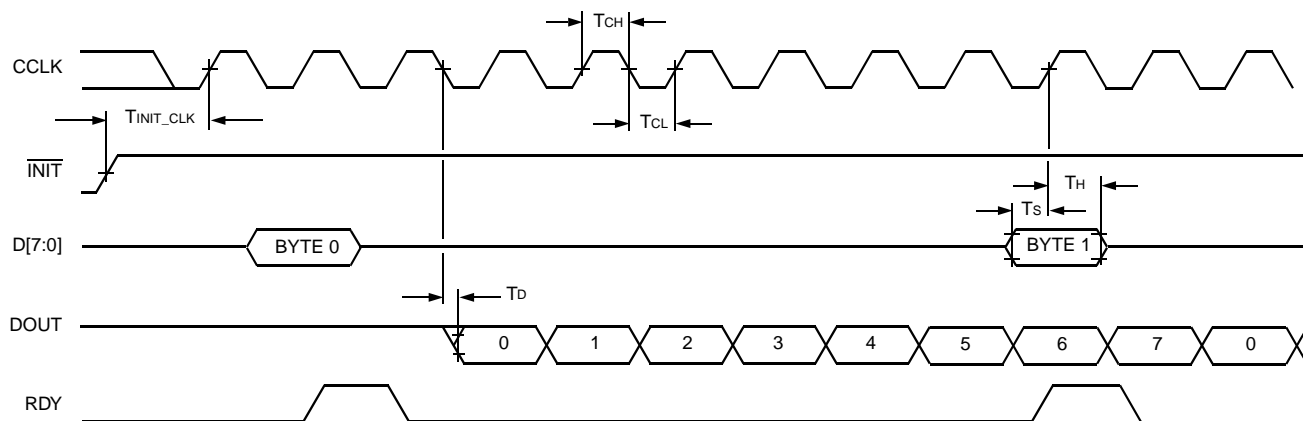 TCH
CCLK
TINIT_CLK
TCL
INIT
TH
TS
D[7:0]
BYTE 0
BYTE 1
TD
DOUT
0 1 2 3 4 5 6 7 0
RDY